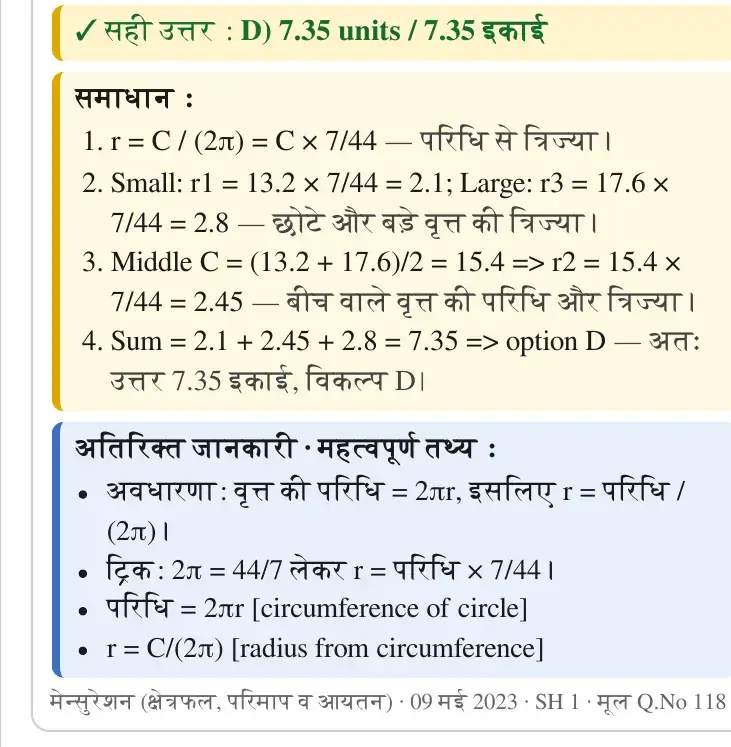 ✓ सही उत्तर : D) 7.35 units / 7.35 इकाई
समाधान :
1. r = C / (2π) = C × 7/44 — परिधि से त्रिज्या।
2. Small: r1 = 13.2 × 7/44 = 2.1; Large: r3 = 17.6 ×
7/44 = 2.8 — छोटे और बड़े वृत्त की त्रिज्या।
3. Middle C = (13.2 + 17.6)/2 = 15.4 => r2 = 15.4 ×
7/44 = 2.45 — बीच वाले वृत्त की परिधि और त्रिज्या।
4. Sum = 2.1 + 2.45 + 2.8 = 7.35 => option D — अतः
उत्तर 7.35 इकाई, विकल्प D।
अतिरिक्त जानकारी · महत्वपूर्ण तथ्य :
• अवधारणा : वृत्त की परिधि = 2πr, इसलिए r = परिधि /
(2π)।
• ट्रिक : 2π = 44/7 लेकर r = परिधि × 7/44।
• परिधि = 2πr [circumference of circle]
• r = C/(2π) [radius from circumference]
मेन्सुरेशन (क्षेत्रफल, परिमाप व आयतन) · 09 मई 2023 · SH 1 · मूल Q.No 118